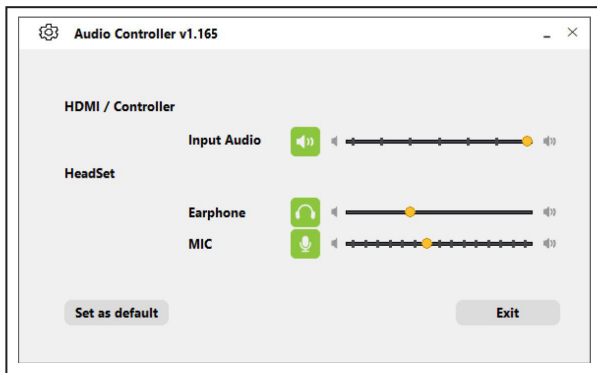 Audio Controller v1.165
HDMI / Controller
Input Audio
HeadSet
Earphone
MIC
Set as default
Exit